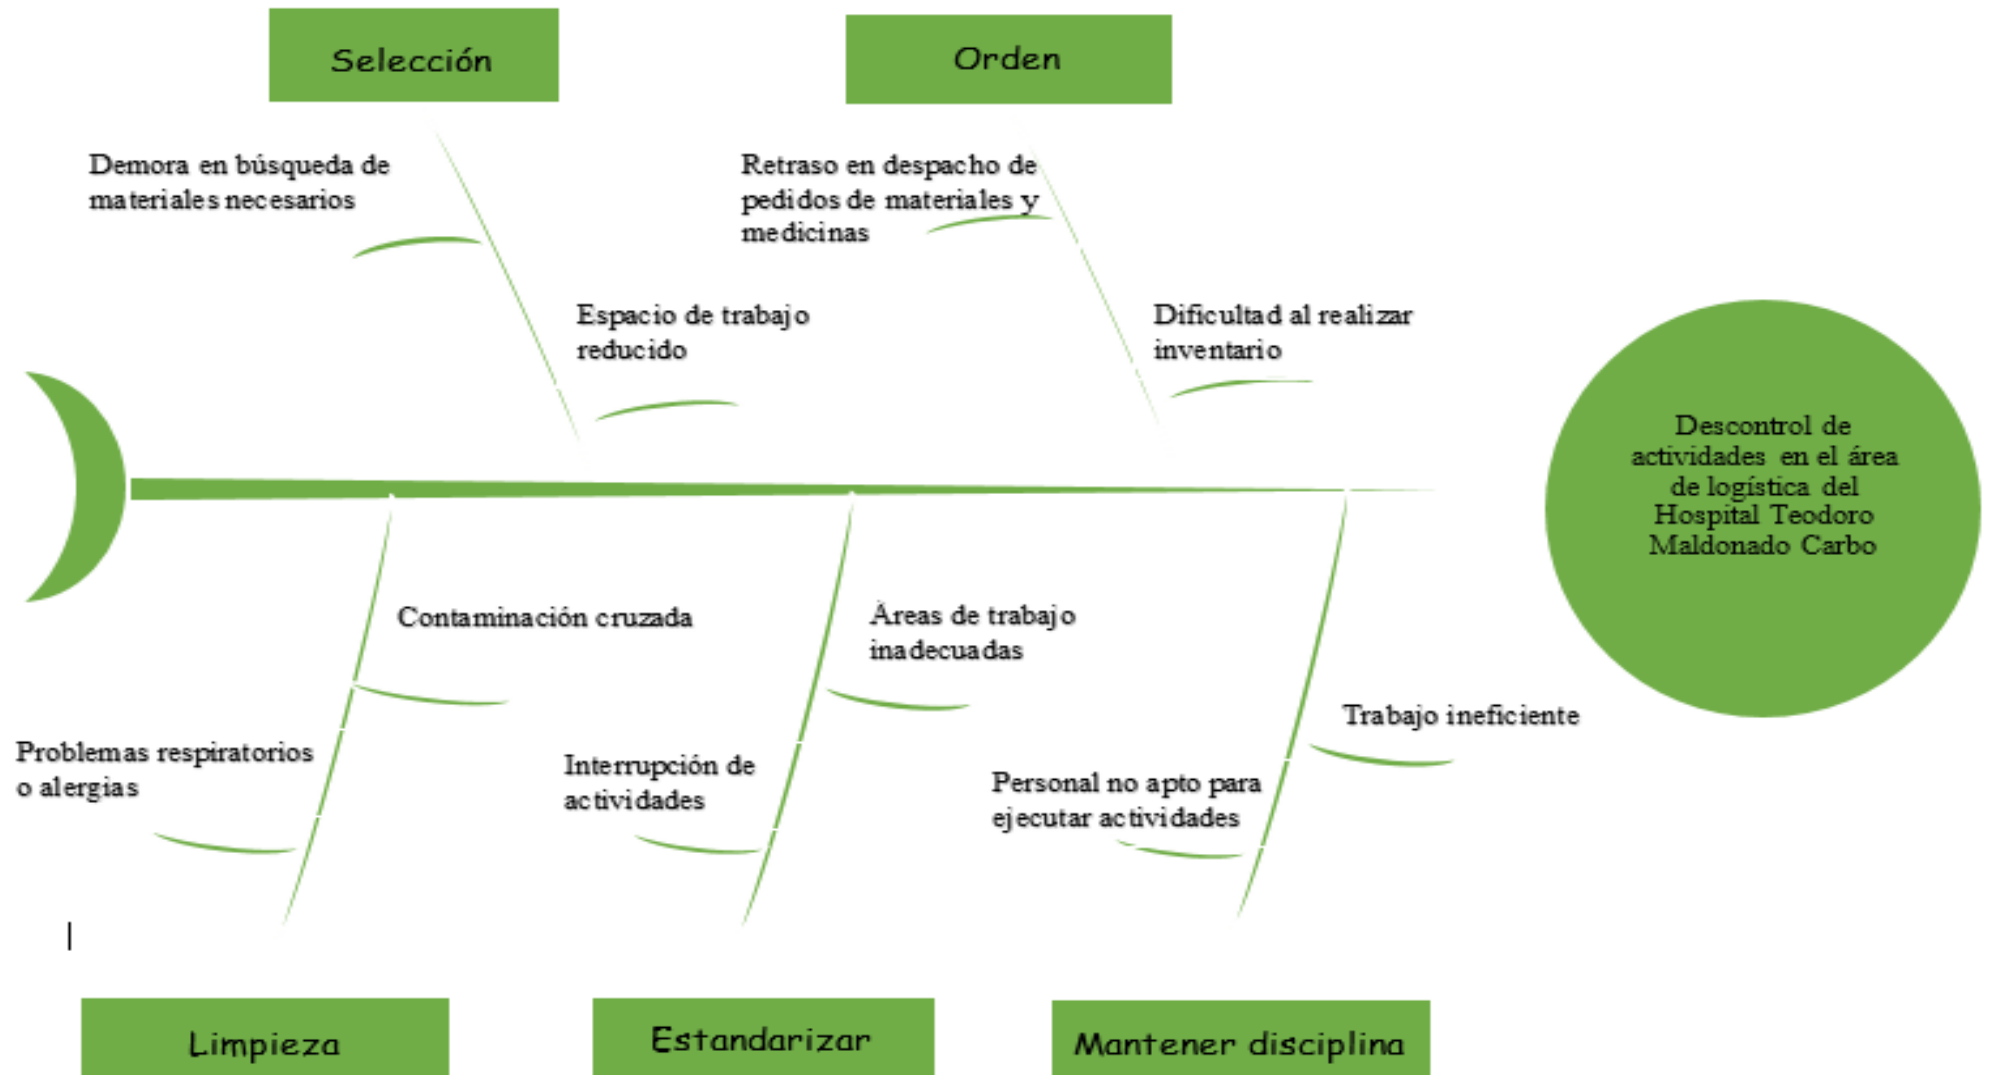 Selección
Orden
Demora en búsqueda de
materiales necesarios
Retraso en despacho de
pedidos de materiales y
medicinas
Espacio de trabajo
reducido
Dificultad al realizar
inventario
Descontrol de
actividades en el área
de logística del
Hospital Teodoro
Maldonado Carbo
Contaminación cruzada
Áreas de trabajo
inadecuadas
Trabajo ineficiente
Problemas respiratorios
o alergias
Interrupción de
actividades
Personal no apto para
ejecutar actividades
Limpieza
Estandarizar
Mantener disciplina